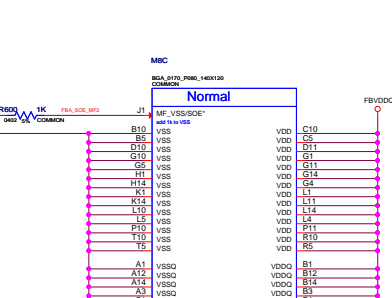 M8C
BGA_0170_P080_140X120
COMMON
Normal
FBVDDQ
R600 1K FBA_SOE_MF2 J1 MF_VSS/SOE*
0402 5% COMMON add 1k to VSS
B10 VSS VDD C10
B5 VSS VDD C5
D10 VSS VDD D11
G10 VSS VDD G1
G5 VSS VDD G11
H1 VSS VDD G14
H14 VSS VDD G4
K1 VSS VDD L1
K14 VSS VDD L11
L10 VSS VDD L14
L5 VSS VDD L4
P10 VSS VDD P11
T10 VSS VDD R10
T5 VSS VDD R5
A1 VSSQ VDDQ B1
A12 VSSQ VDDQ B12
A14 VSSQ VDDQ B14
A3 VSSQ VDDQ B3